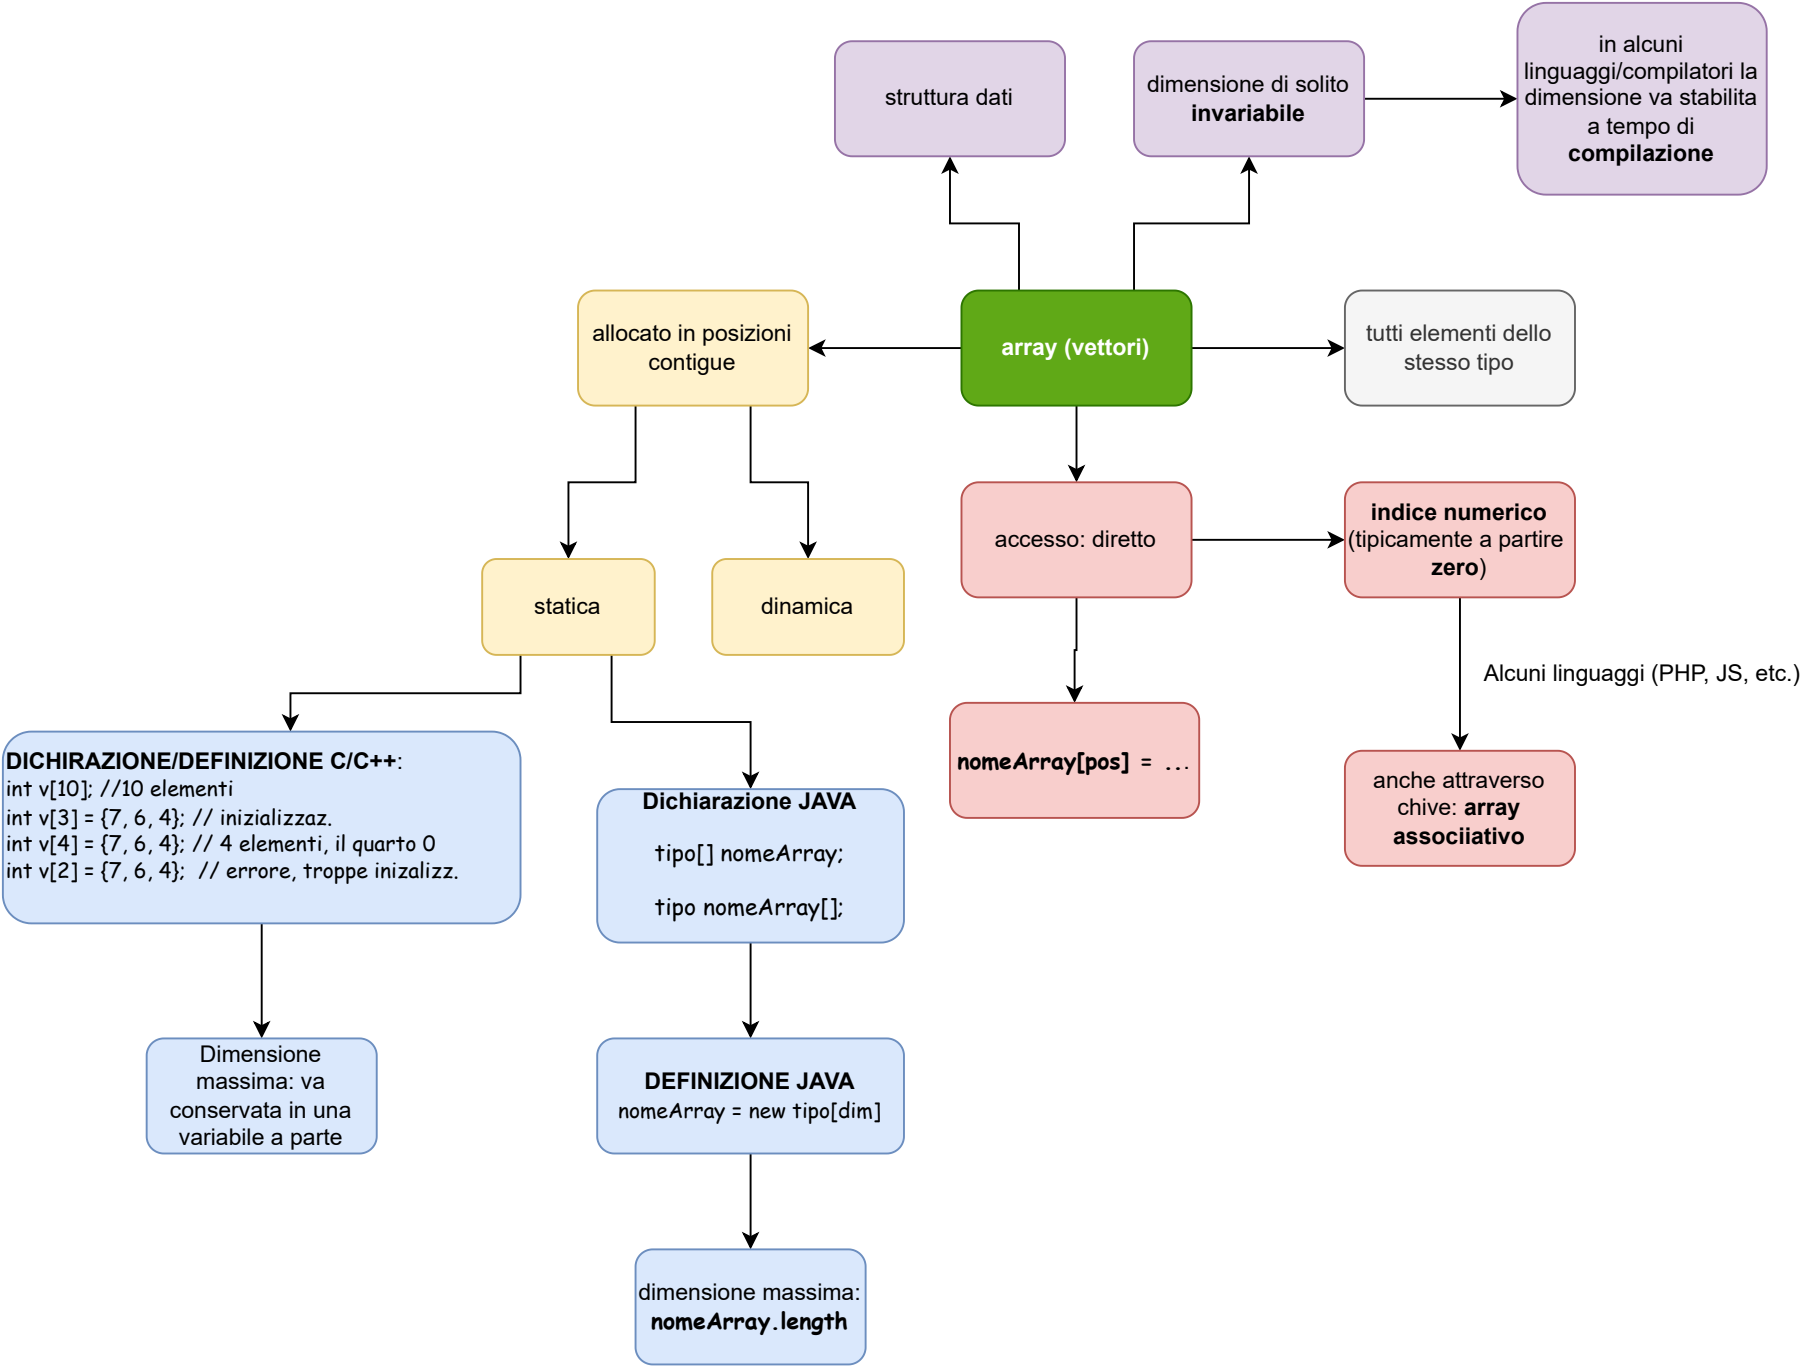 struttura dati
dimensione di solito
invariabile
in alcuni
linguaggi/compilatori la
dimensione va stabilita
a tempo di
compilazione
allocato in posizioni
contigue
array (vettori)
tutti elementi dello
stesso tipo
accesso: diretto
indice numerico
(tipicamente a partire
zero)
statica
dinamica
Alcuni linguaggi (PHP, JS, etc.)
nomeArray[pos] = ...
anche attraverso
chive: array
associiativo
DICHIRAZIONE/DEFINIZIONE C/C++:
int v[10]; //10 elementi
int v[3] = {7, 6, 4}; // inizializzaz.
int v[4] = {7, 6, 4}; // 4 elementi, il quarto 0
int v[2] = {7, 6, 4};  // errore, troppe inizalizz.
Dichiarazione JAVA
tipo[] nomeArray;
tipo nomeArray[];
Dimensione
massima: va
conservata in una
variabile a parte
DEFINIZIONE JAVA
nomeArray = new tipo[dim]
dimensione massima:
nomeArray.length